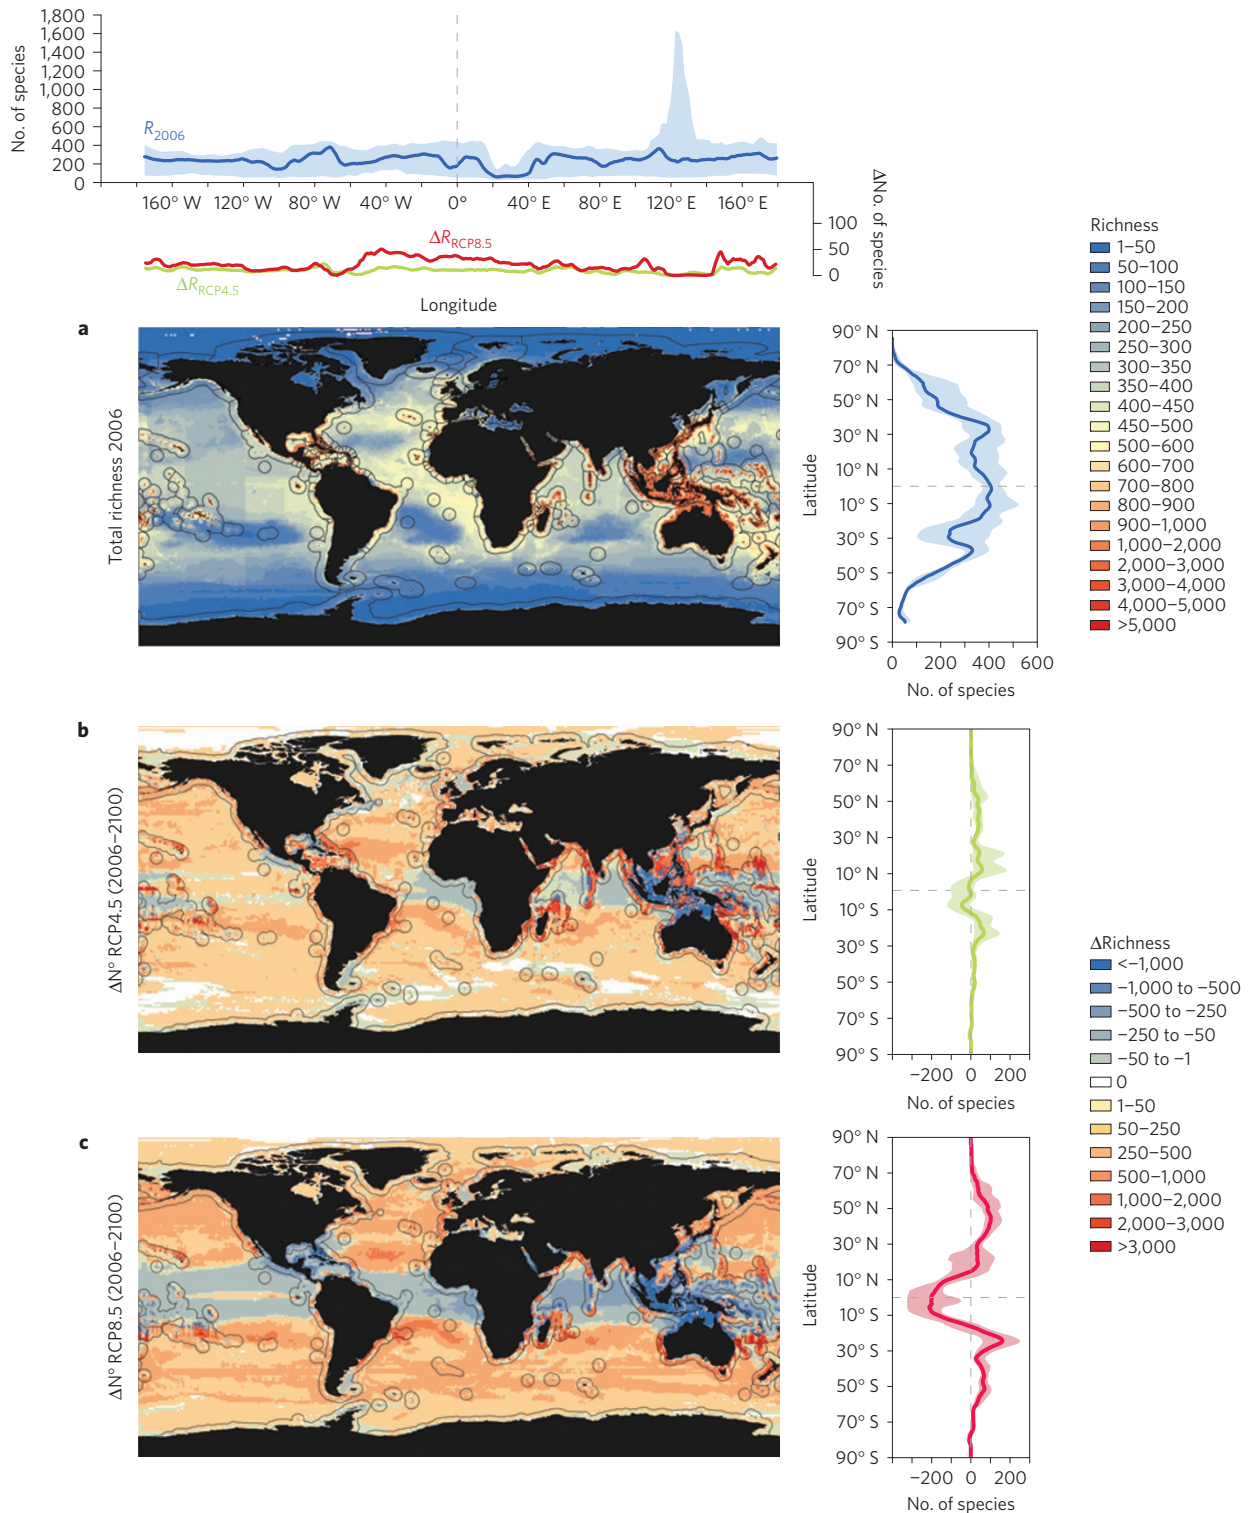 1,800
1,600
1,400
1,200
1,000
800
600
400
200
0
No. of species
R2006
160° W 120° W 80° W 40° W 0° 40° E 80° E 120° E 160° E
100
50
0
ΔNo. of species
ΔRRCP8.5
ΔRRCP4.5
Longitude
a
Total richness 2006
90° N
70° N
50° N
30° N
10° N
10° S
30° S
50° S
70° S
90° S
Latitude
0 200 400 600
No. of species
Richness
1–50
50–100
100–150
150–200
200–250
250–300
300–350
350–400
400–450
450–500
500–600
600–700
700–800
800–900
900–1,000
1,000–2,000
2,000–3,000
3,000–4,000
4,000–5,000
>5,000
b
ΔN° RCP4.5 (2006–2100)
90° N
70° N
50° N
30° N
10° N
10° S
30° S
50° S
70° S
90° S
Latitude
−200 0 200
No. of species
ΔRichness
<−1,000
−1,000 to −500
−500 to −250
−250 to −50
−50 to −1
0
1–50
50–250
250–500
500–1,000
1,000–2,000
2,000–3,000
>3,000
c
ΔN° RCP8.5 (2006–2100)
90° N
70° N
50° N
30° N
10° N
10° S
30° S
50° S
70° S
90° S
Latitude
−200 0 200
No. of species